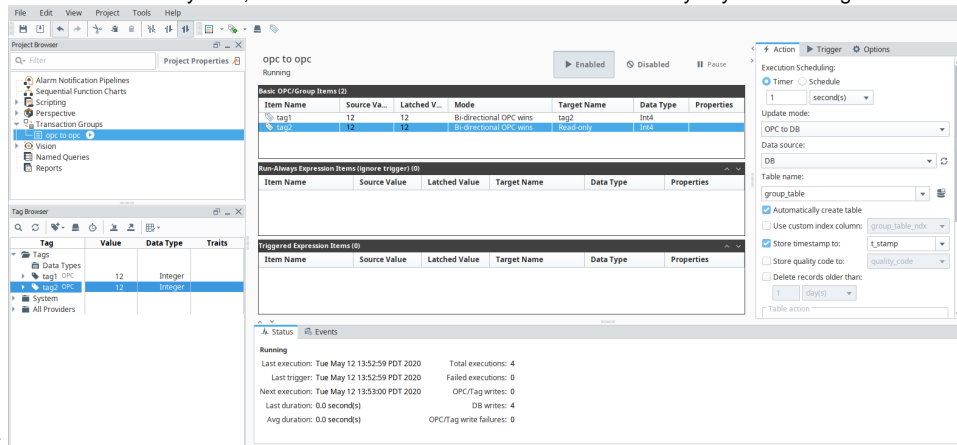 File Edit View Project Tools Help
Project Browser
Filter
Project Properties
Alarm Notification Pipelines
Sequential Function Charts
Scripting
Perspective
Transaction Groups
opc to opc
Vision
Named Queries
Reports
Tag Browser
Tag Value Data Type Traits
Tags
Data Types
tag1 OPC 12 Integer
tag2 OPC 12 Integer
System
All Providers
opc to opc
Running
Enabled Disabled Pause
Basic OPC/Group Items (2)
Item Name Source Va... Latched V... Mode Target Name Data Type Properties
tag1 12 12 Bi-directional OPC wins tag2 Int4
tag2 12 12 Bi-directional OPC wins Read-only Int4
Run-Always Expression Items (ignore trigger) (0)
Item Name Source Value Latched Value Target Name Data Type Properties
Triggered Expression Items (0)
Item Name Source Value Latched Value Target Name Data Type Properties
Status Events
Running
Last execution: Tue May 12 13:52:59 PDT 2020 Total executions: 4
Last trigger: Tue May 12 13:52:59 PDT 2020 Failed executions: 0
Next execution: Tue May 12 13:53:00 PDT 2020 OPC/Tag writes: 0
Last duration: 0.0 second(s) DB writes: 4
Avg duration: 0.0 second(s) OPC/Tag write failures: 0
Action Trigger Options
Execution Scheduling:
Timer Schedule
1 second(s)
Update mode:
OPC to DB
Data source:
DB
Table name:
group_table
Automatically create table
Use custom index column: group_table_ndx
Store timestamp to: t_stamp
Store quality code to: quality_code
Delete records older than:
1 day(s)
Table action